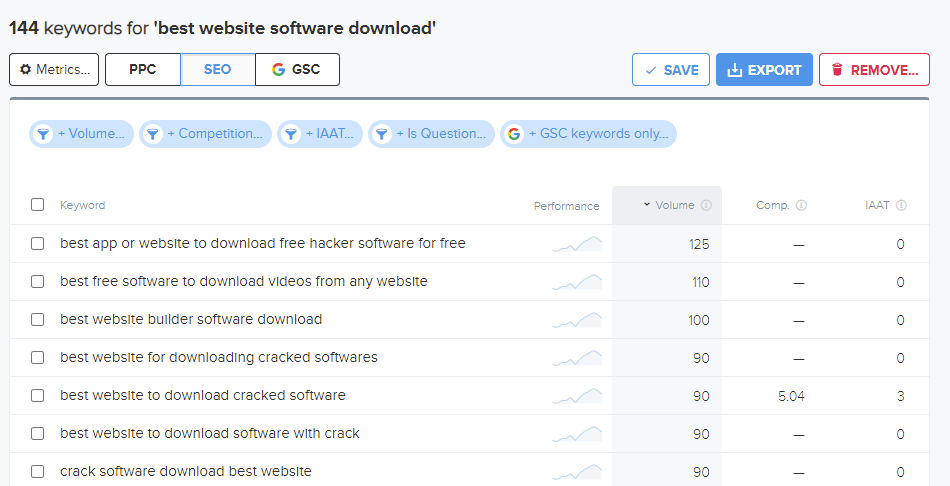 144 keywords for 'best website software download'
Metrics... PPC SEO GSC SAVE EXPORT REMOVE...
+ Volume... + Competition... + IAAT... + Is Question... + GSC keywords only...
Keyword Performance Volume Comp. IAAT
best app or website to download free hacker software for free 125 — 0
best free software to download videos from any website 110 — 0
best website builder software download 100 — 0
best website for downloading cracked softwares 90 — 0
best website to download cracked software 90 5.04 3
best website to download software with crack 90 — 0
crack software download best website 90 — 0